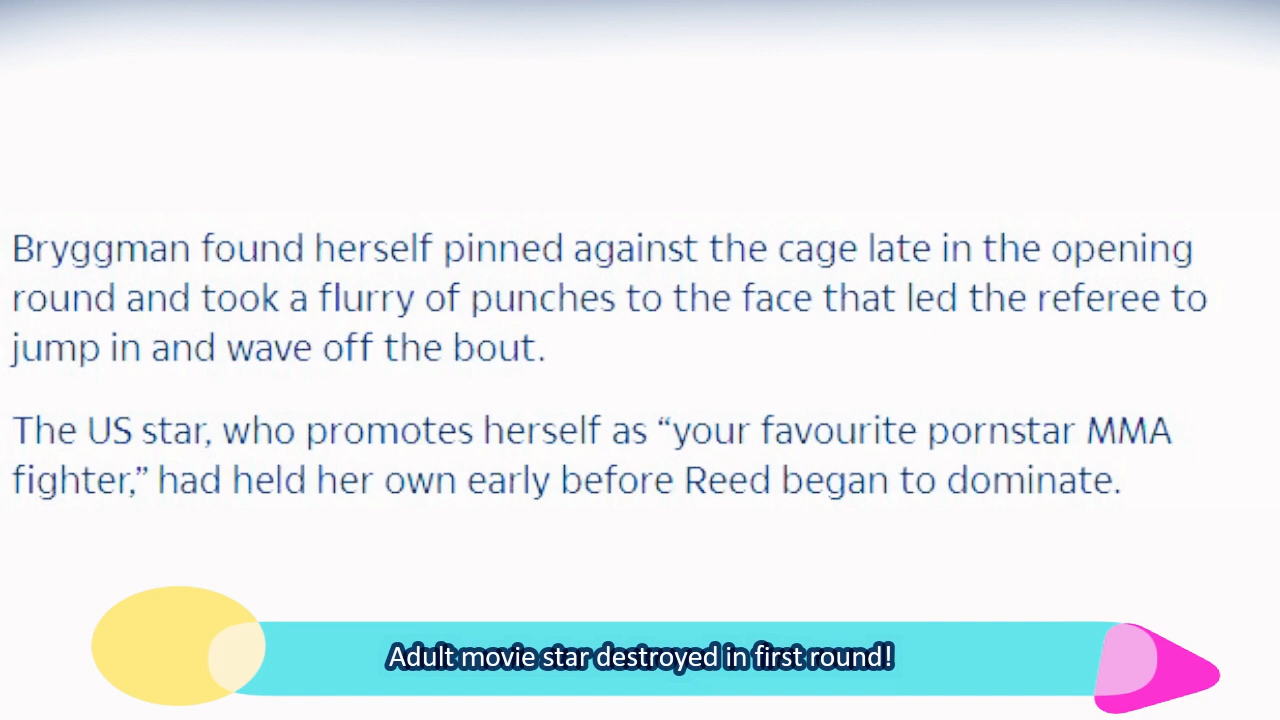 Bryggman found herself pinned against the cage late in the opening
round and took a flurry of punches to the face that led the referee to
jump in and wave off the bout.
The US star, who promotes herself as “your favourite pornstar MMA
fighter,” had held her own early before Reed began to dominate.
Adult movie star destroyed in first round!